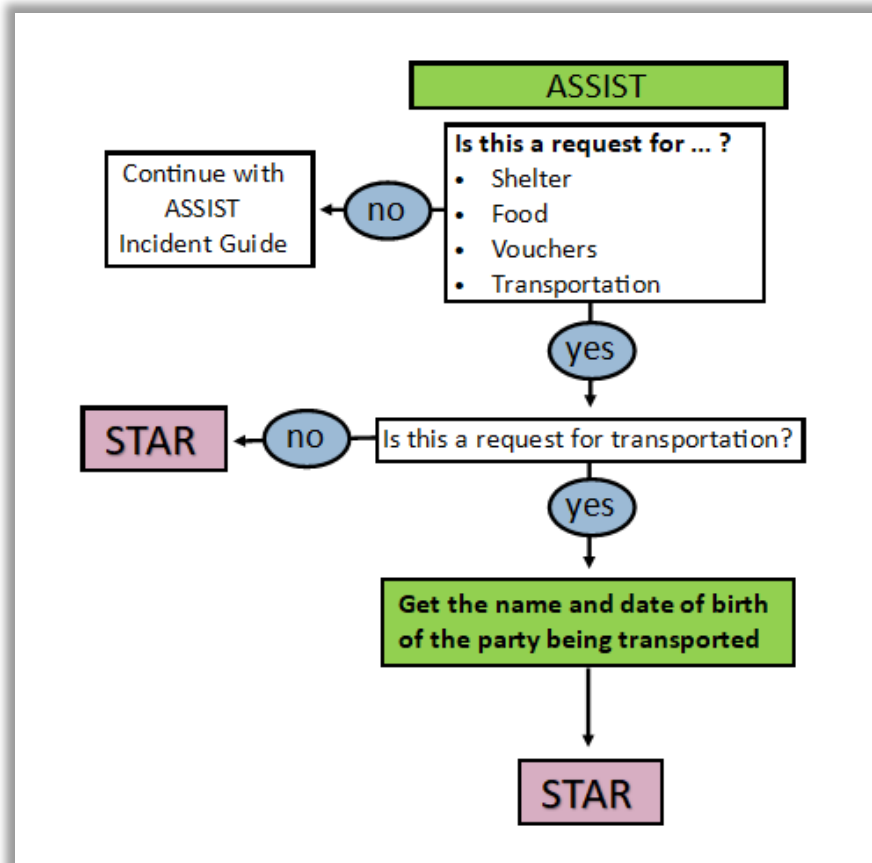 ASSIST
Is this a request for ... ?
• Shelter
• Food
• Vouchers
• Transportation
no
Continue with
ASSIST
Incident Guide
yes
Is this a request for transportation?
no
STAR
yes
Get the name and date of birth
of the party being transported
STAR